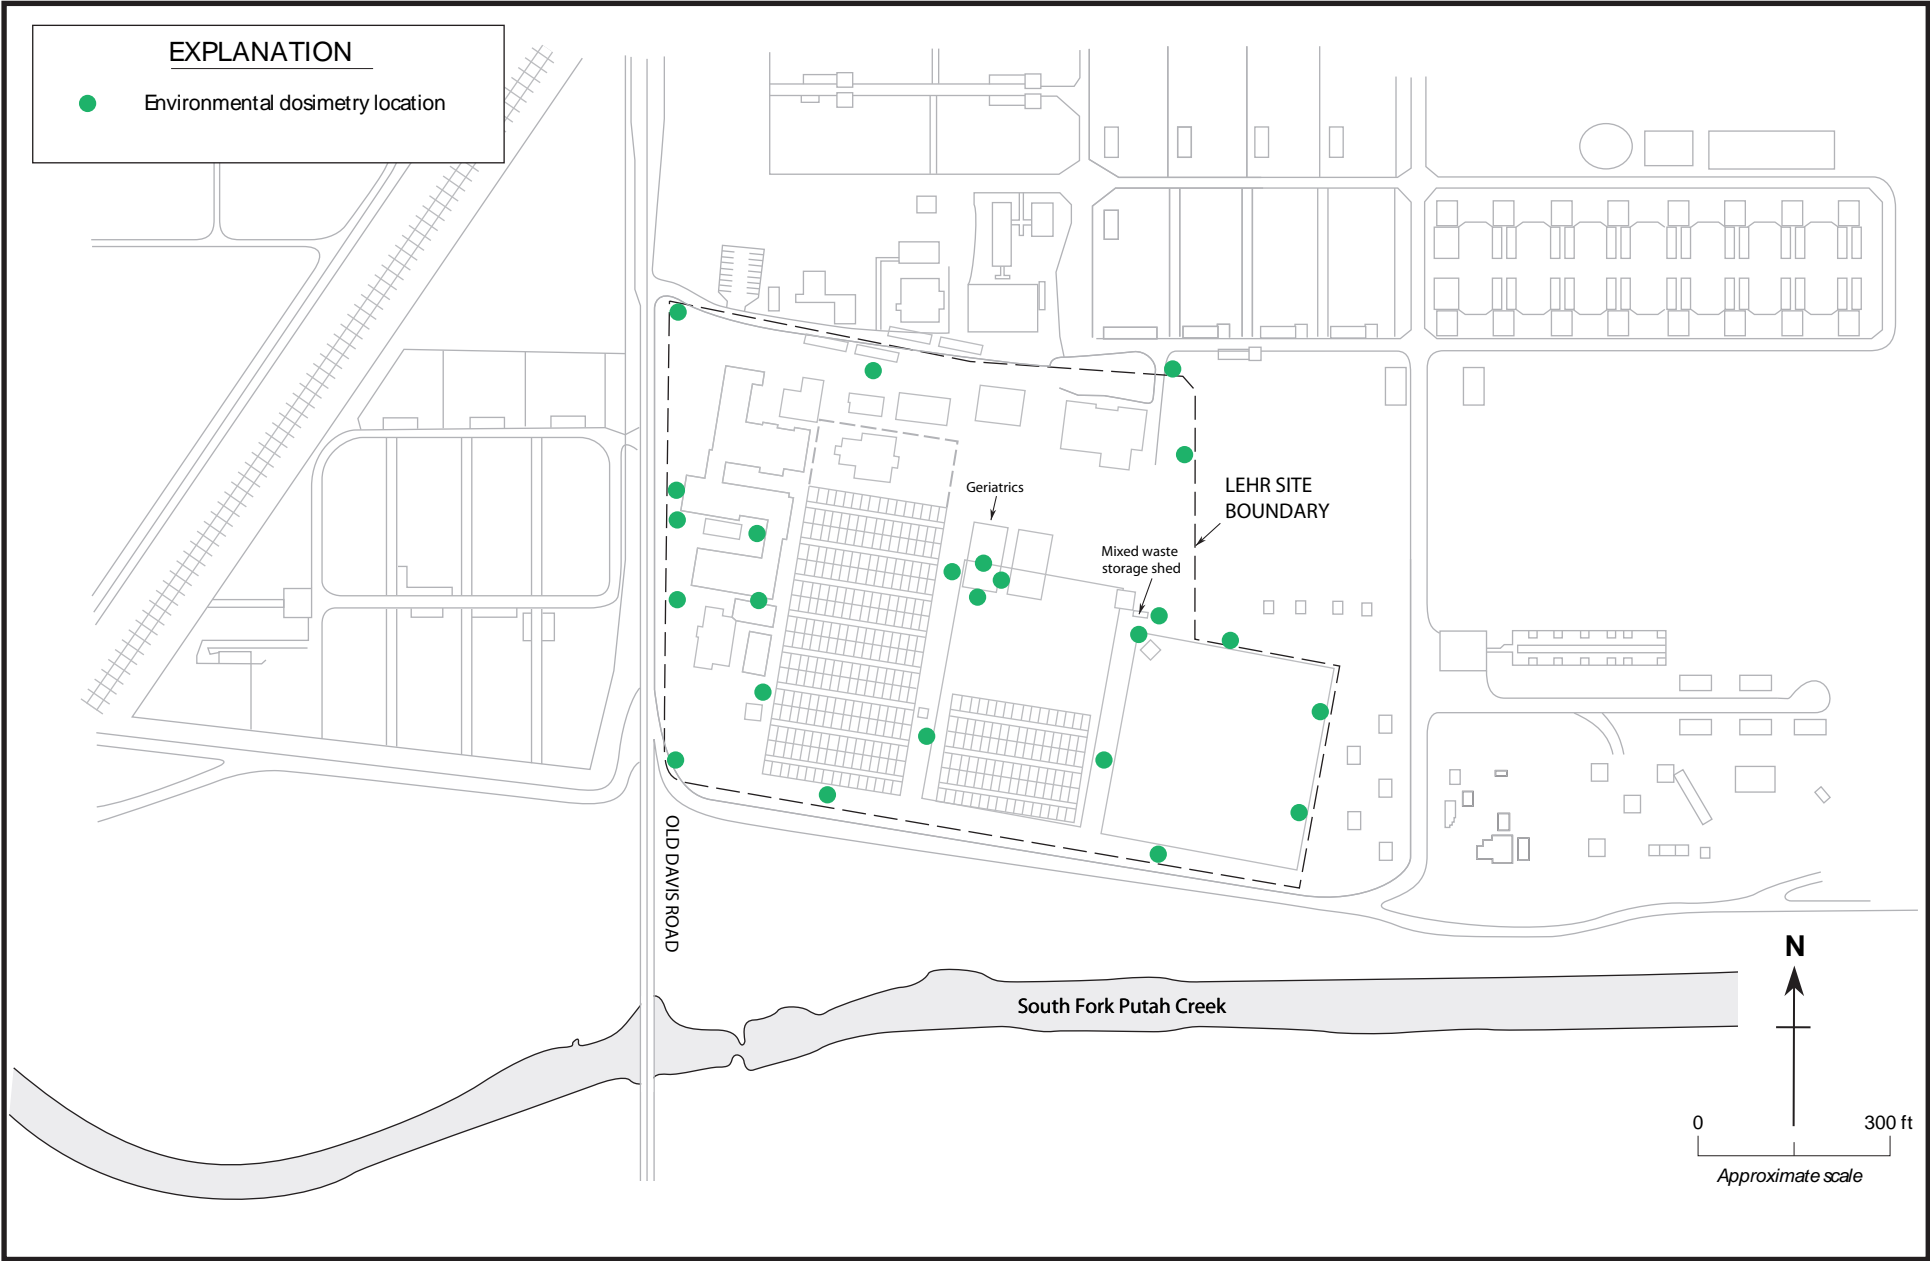 EXPLANATION
Environmental dosimetry location
Geriatrics
LEHR SITE
BOUNDARY
Mixed waste
storage shed
OLD DAVIS ROAD
South Fork Putah Creek
N
0 300 ft
Approximate scale